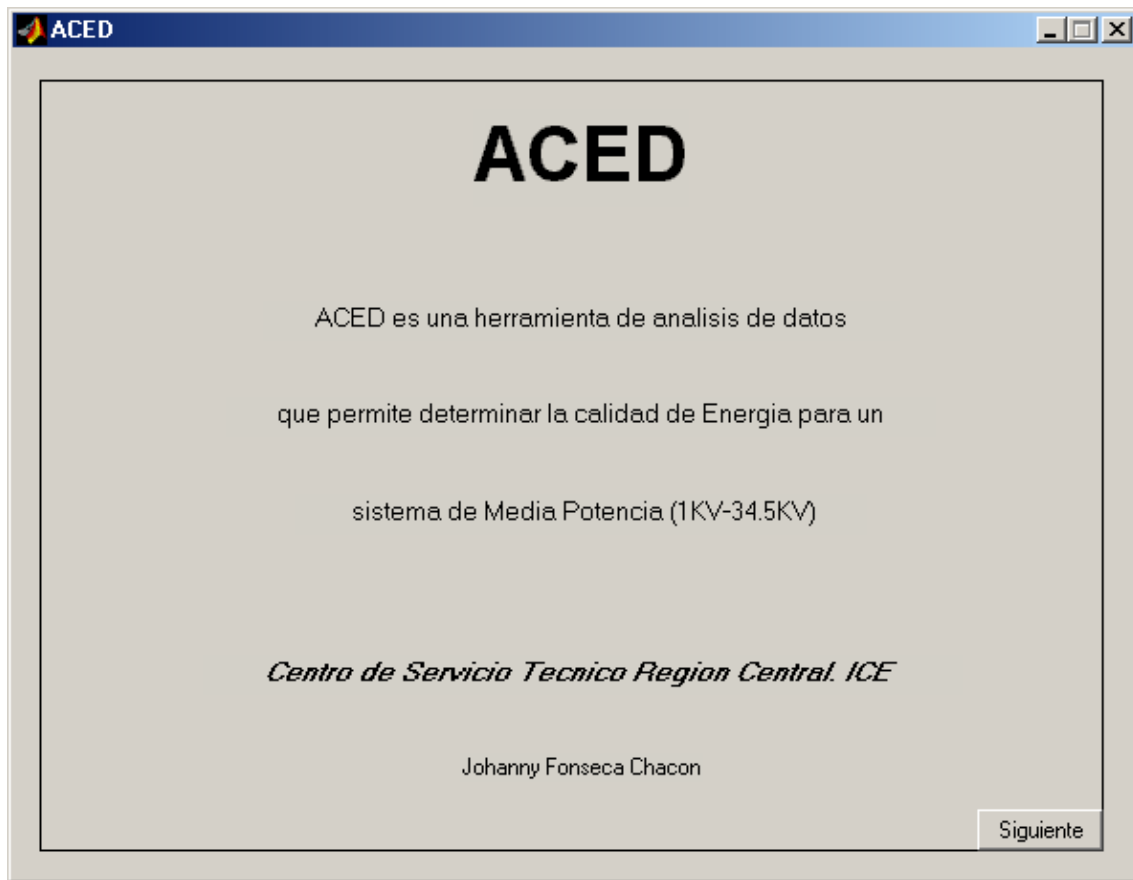 ACED
ACED
ACED es una herramienta de analisis de datos
que permite determinar la calidad de Energia para un
sistema de Media Potencia (1KV-34.5KV)
Centro de Servicio Tecnico Region Central. ICE
Johanny Fonseca Chacon
Siguiente